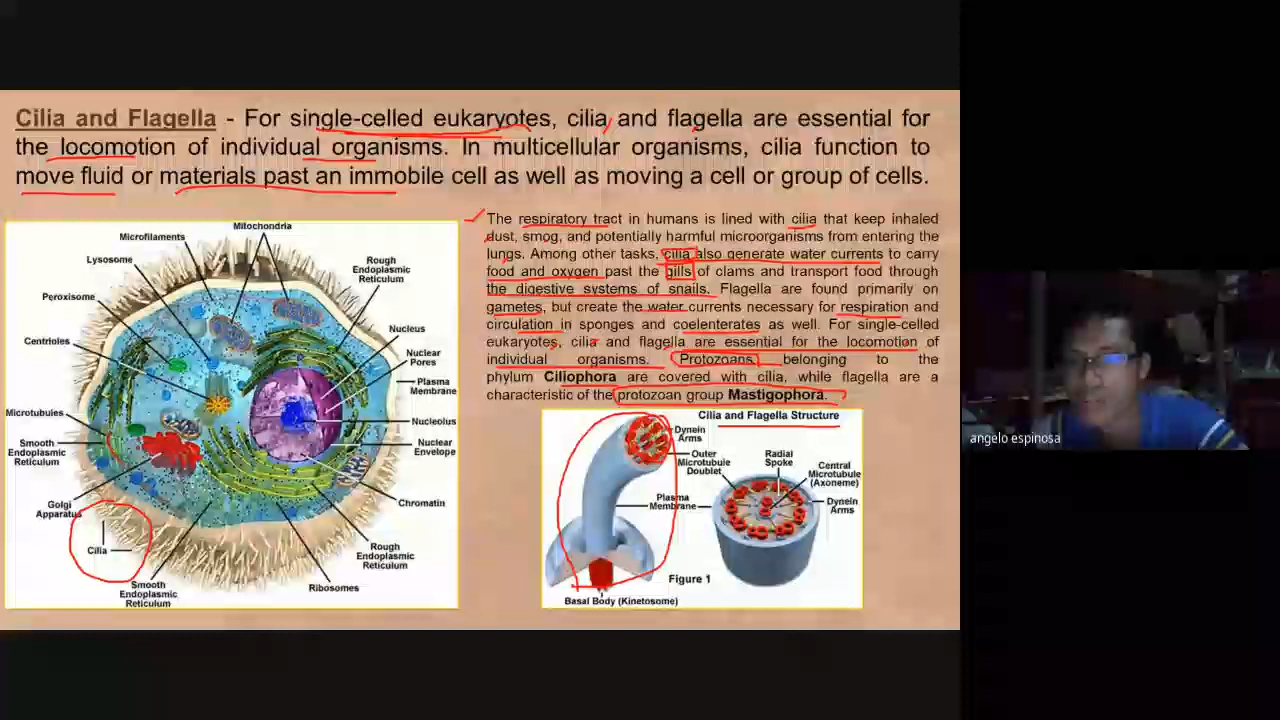 Cilia and Flagella - For single-celled eukaryotes, cilia and flagella are essential for
the locomotion of individual organisms. In multicellular organisms, cilia function to
move fluid or materials past an immobile cell as well as moving a cell or group of cells.
The respiratory tract in humans is lined with cilia that keep inhaled
dust, smog, and potentially harmful microorganisms from entering the
lungs. Among other tasks, cilia also generate water currents to carry
food and oxygen past the gills of clams and transport food through
the digestive systems of snails. Flagella are found primarily on
gametes, but create the water currents necessary for respiration and
circulation in sponges and coelenterates as well. For single-celled
eukaryotes, cilia and flagella are essential for the locomotion of
individual organisms. Protozoans belonging to the
phylum Ciliophora are covered with cilia, while flagella are a
characteristic of the protozoan group Mastigophora.
Mitochondria
Microfilaments
Lysosome
Rough
Endoplasmic
Reticulum
Peroxisome
Nucleus
Centrioles
Nuclear
Pores
Plasma
Membrane
Microtubules
Nucleolus
Smooth
Endoplasmic
Reticulum
Nuclear
Envelope
Golgi
Apparatus
Chromatin
Cilia
Rough
Endoplasmic
Reticulum
Smooth
Endoplasmic
Reticulum
Ribosomes
Cilia and Flagella Structure
Dynein
Arms
Outer
Microtubule
Doublet
Radial
Spoke
Central
Microtubule
(Axoneme)
Plasma
Membrane
Dynein
Arms
Figure 1
Basal Body (Kinetosome)
angelo espinosa